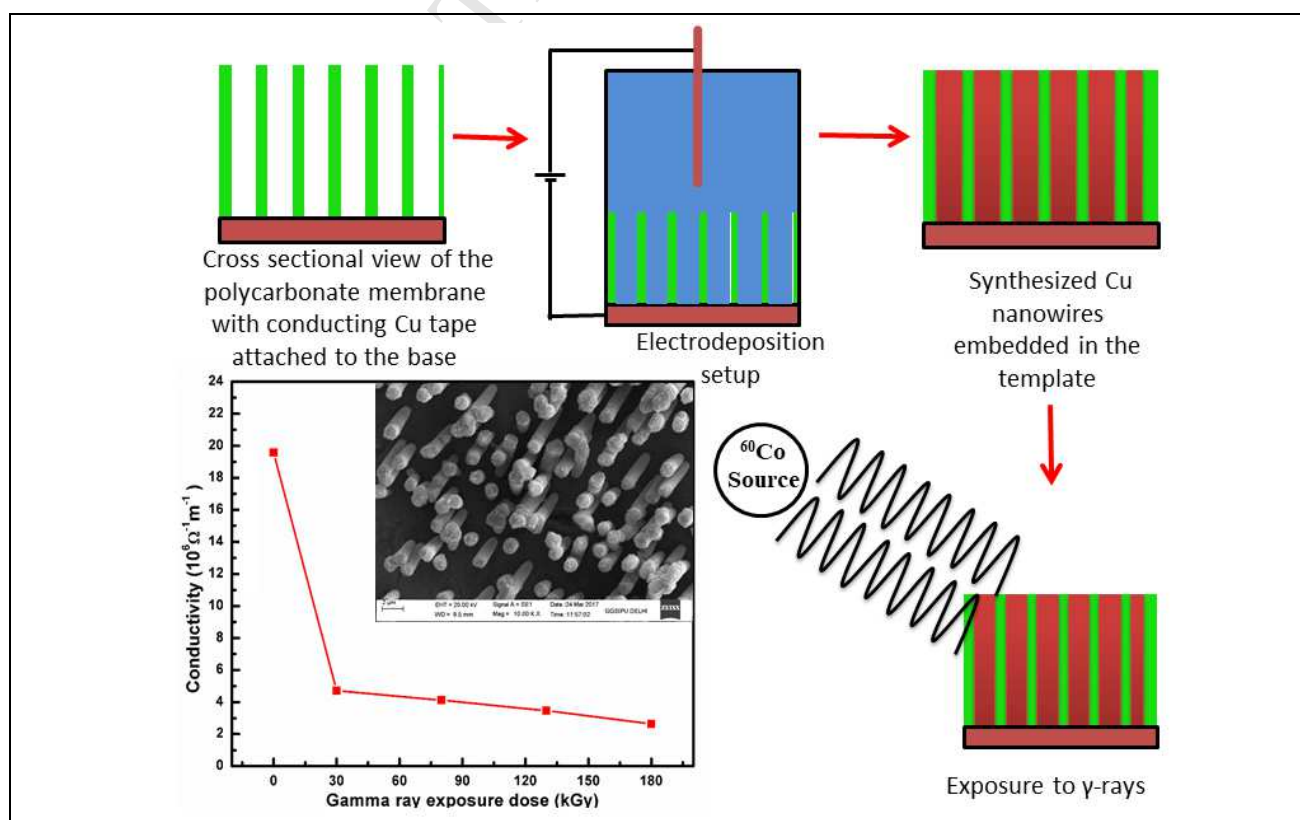 Cross sectional view of the
polycarbonate membrane
with conducting Cu tape
attached to the base
Electrodeposition
setup
Synthesized Cu
nanowires
embedded in the
template
⁶⁰Co
Source
Exposure to γ-rays
Conductivity (10⁶Ω⁻¹m⁻¹)
24
22
20
18
16
14
12
10
8
6
4
2
0
0 30 60 90 120 150 180
Gamma ray exposure dose (kGy)
2 µm
EHT = 20.00 kV Signal A = SE1 Date: 24 Mar 2017
WD = 9.0 mm Mag = 10.00 K X Time: 11:57:02
GGSIPU DELHI
ZEISS